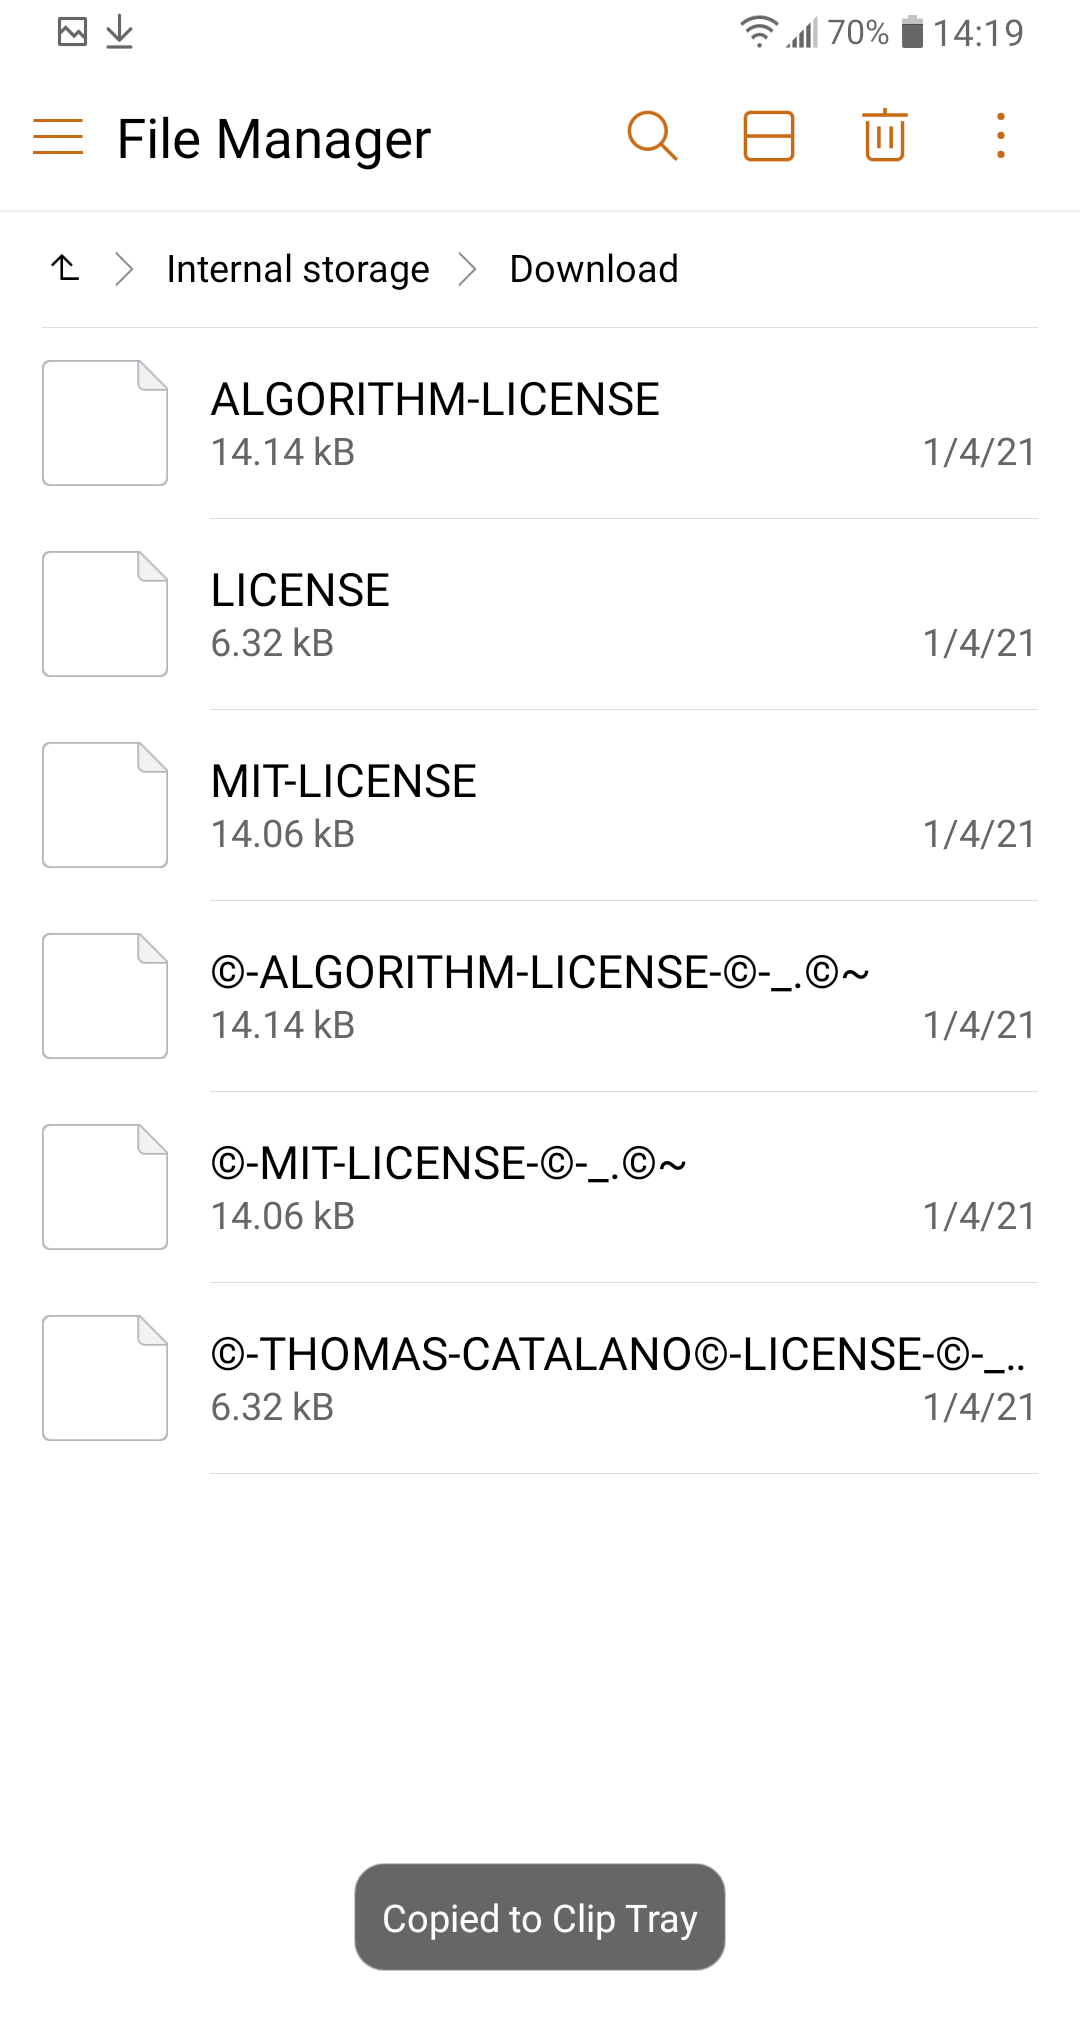 70% 14:19
File Manager
Internal storage Download
ALGORITHM-LICENSE
14.14 kB 1/4/21
LICENSE
6.32 kB 1/4/21
MIT-LICENSE
14.06 kB 1/4/21
©-ALGORITHM-LICENSE-©-_.©~
14.14 kB 1/4/21
©-MIT-LICENSE-©-_.©~
14.06 kB 1/4/21
©-THOMAS-CATALANO©-LICENSE-©-_..
6.32 kB 1/4/21
Copied to Clip Tray